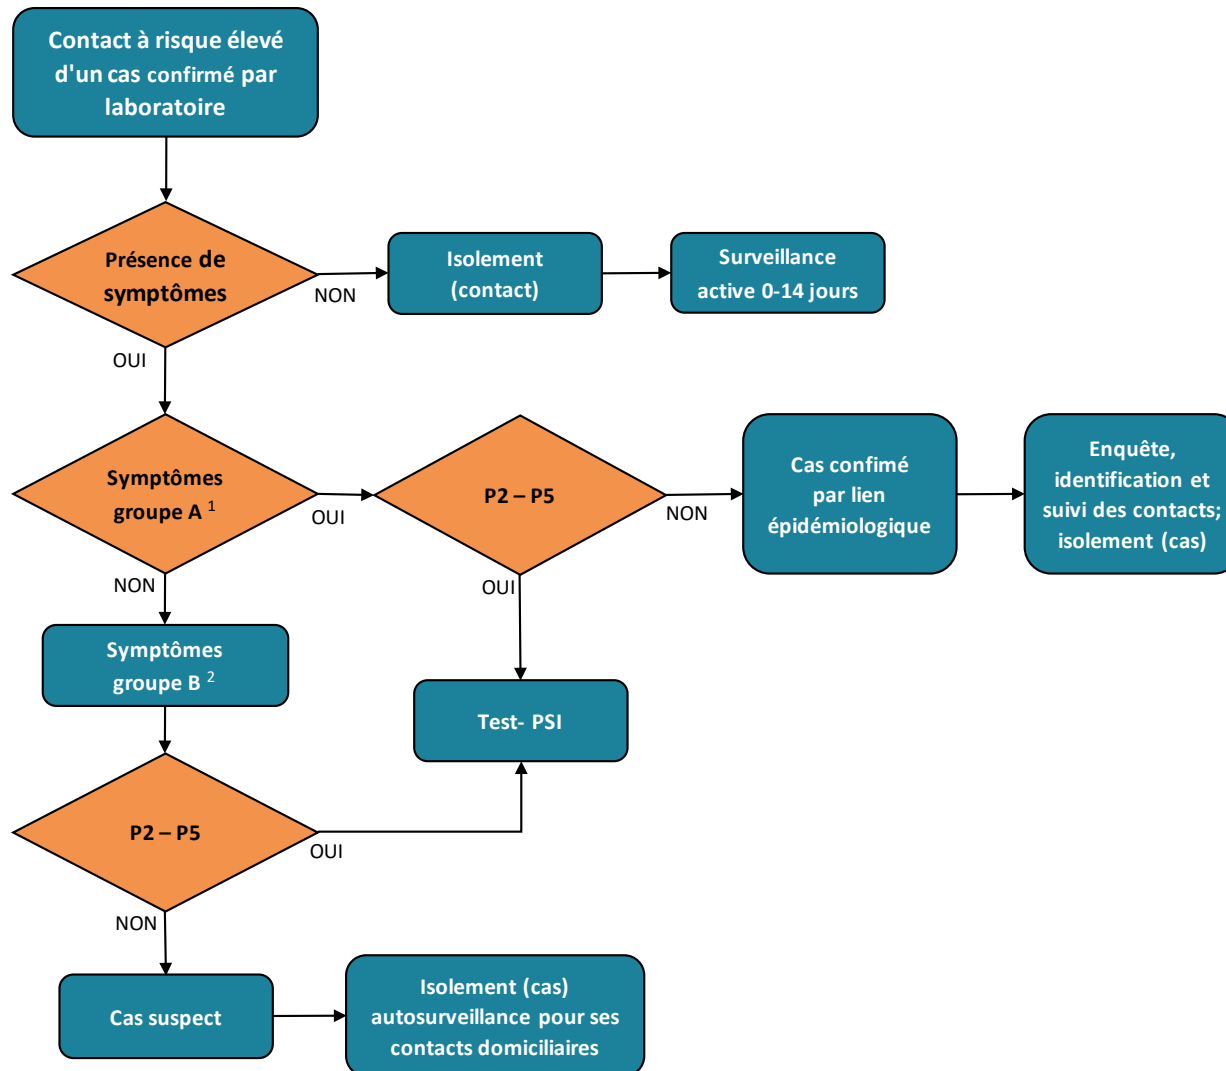 Contact à risque élevé
d'un cas confirmé par
laboratoire
Présence de
symptômes
NON
Isolement
(contact)
Surveillance
active 0-14 jours
OUI
Symptômes
groupe A 1
OUI
P2 – P5
NON
Cas confimé
par lien
épidémiologique
Enquête,
identification et
suivi des contacts;
isolement (cas)
NON
OUI
Symptômes
groupe B 2
Test- PSI
P2 – P5
OUI
NON
Cas suspect
Isolement (cas)
autosurveillance pour ses
contacts domiciliaires